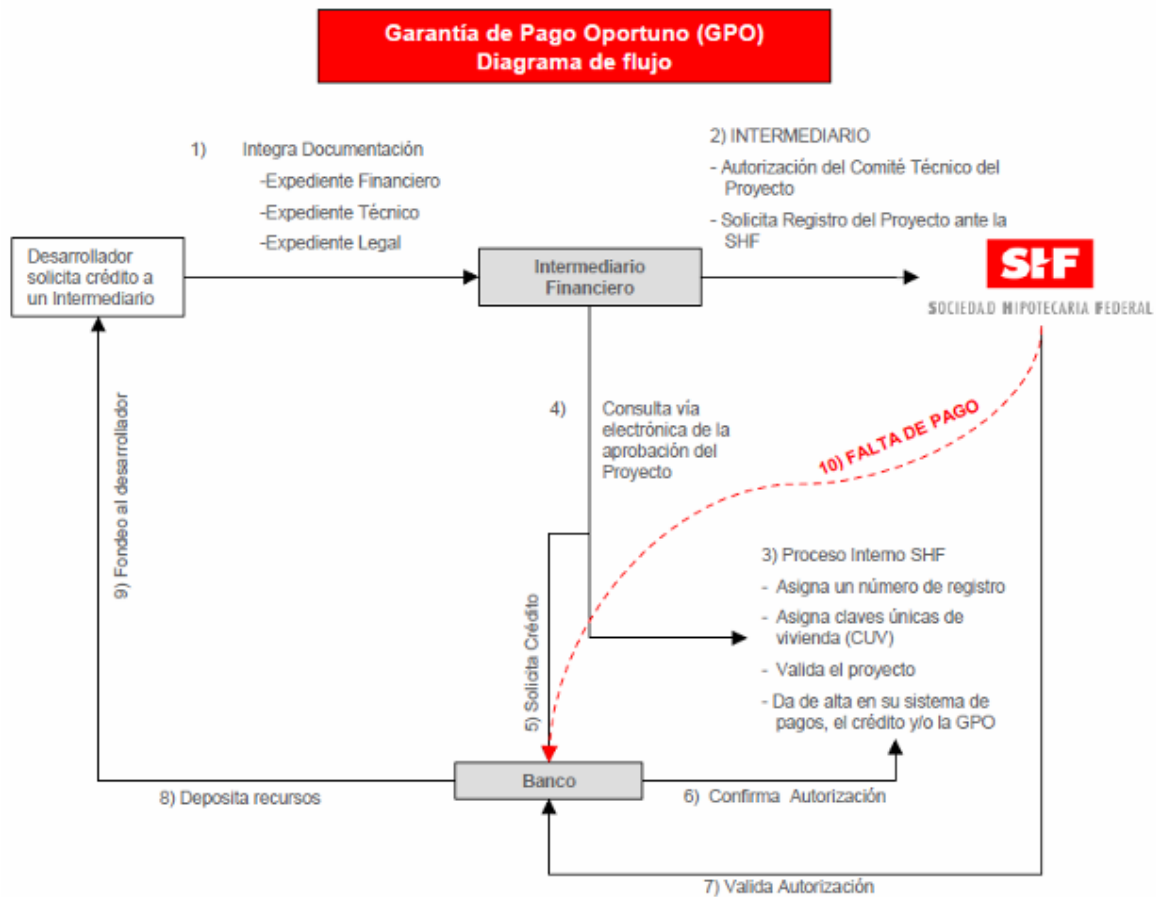 Garantía de Pago Oportuno (GPO)
Diagrama de flujo
1) Integra Documentación
-Expediente Financiero
-Expediente Técnico
-Expediente Legal
2) INTERMEDIARIO
- Autorización del Comité Técnico del
Proyecto
- Solicita Registro del Proyecto ante la
SHF
Desarrollador
solicita crédito a
un Intermediario
Intermediario
Financiero
SHF
SOCIEDAD HIPOTECARIA FEDERAL
4) Consulta vía
electrónica de la
aprobación del
Proyecto
10) FALTA DE PAGO
9) Fondeo al desarrollador
5) Solicita Crédito
3) Proceso Interno SHF
- Asigna un número de registro
- Asigna claves únicas de
vivienda (CUV)
- Valida el proyecto
- Da de alta en su sistema de
pagos, el crédito y/o la GPO
Banco
8) Deposita recursos
6) Confirma Autorización
7) Valida Autorización